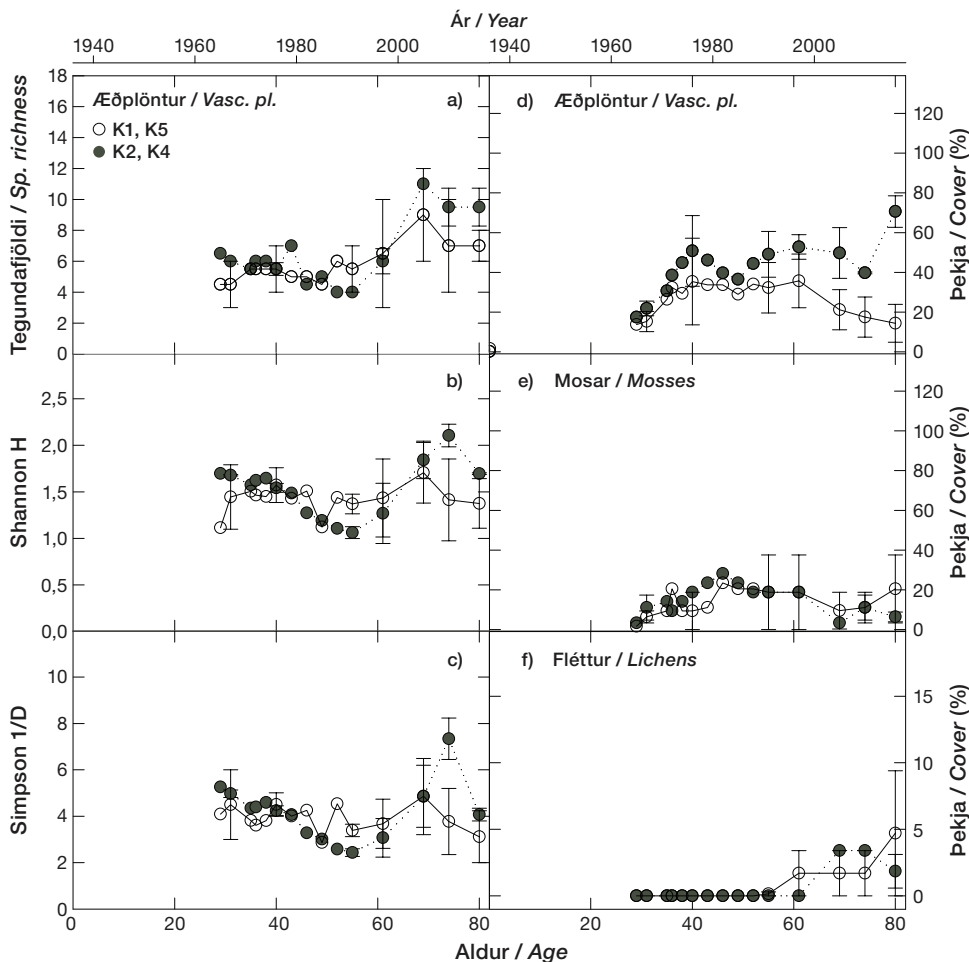 Ár / Year
1940 1960 1980 2000 1940 1960 1980 2000
Tegundafjöldi / Sp. richness
18
16
14
12
10
8
6
4
2
0
Æðplöntur / Vasc. pl. a)
K1, K5
K2, K4
d) Æðplöntur / Vasc. pl.
120
100
80
60
40
20
0
Þekja / Cover (%)
Shannon H
2,5
2,0
1,5
1,0
0,5
0,0
b)
e) Mosar / Mosses
120
100
80
60
40
20
0
Þekja / Cover (%)
Simpson 1/D
10
8
6
4
2
0
c)
f) Fléttur / Lichens
15
10
5
0
Þekja / Cover (%)
0 20 40 60 80 20 40 60 80
Aldur / Age